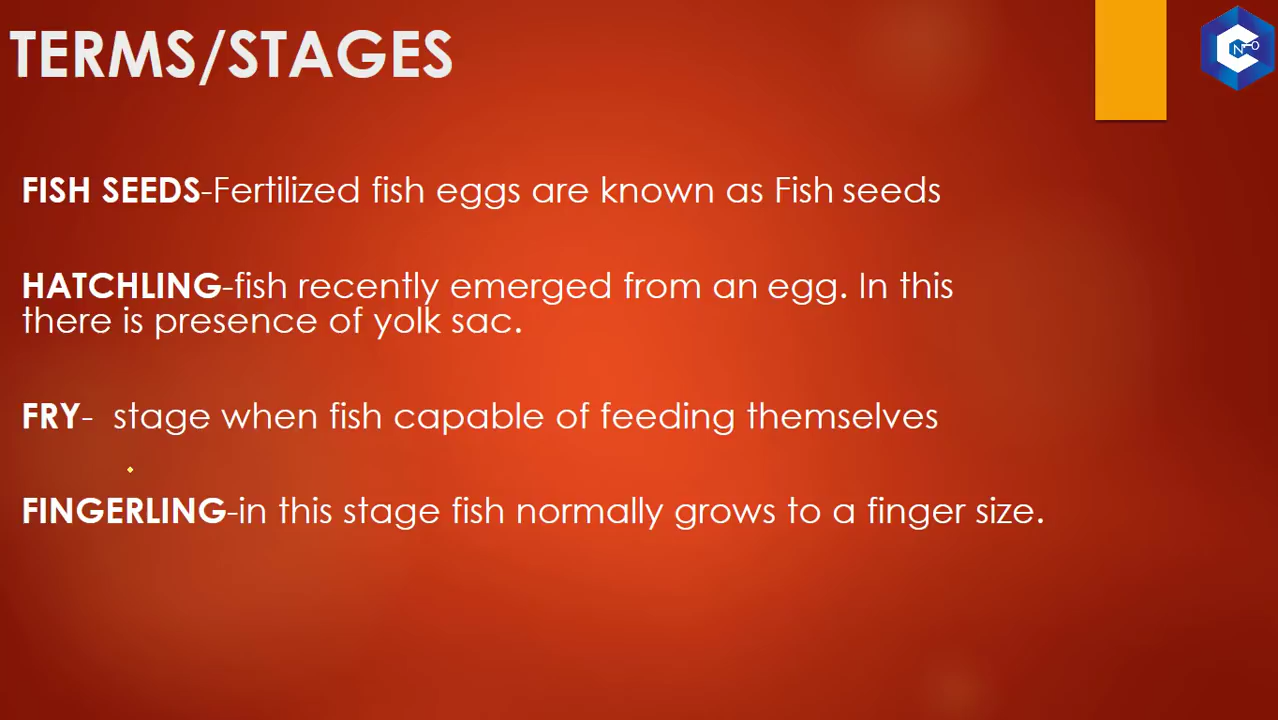 TERMS/STAGES
FISH SEEDS-Fertilized fish eggs are known as Fish seeds
HATCHLING-fish recently emerged from an egg. In this
there is presence of yolk sac.
FRY- stage when fish capable of feeding themselves
FINGERLING-in this stage fish normally grows to a finger size.